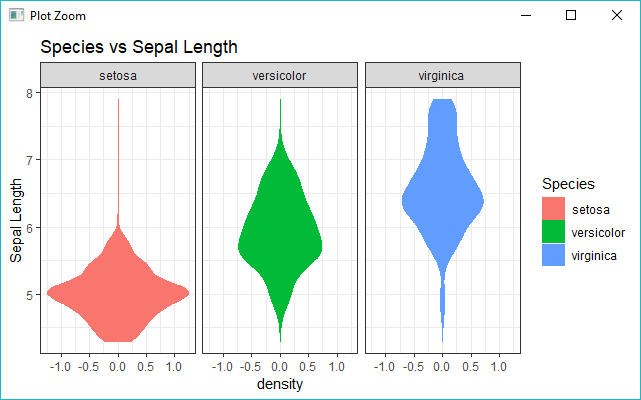 Plot Zoom
Species vs Sepal Length
setosa versicolor virginica
Sepal Length
8
7
6
5
-1.0 -0.5 0.0 0.5 1.0 -1.0 -0.5 0.0 0.5 1.0 -1.0 -0.5 0.0 0.5 1.0
density
Species
setosa
versicolor
virginica